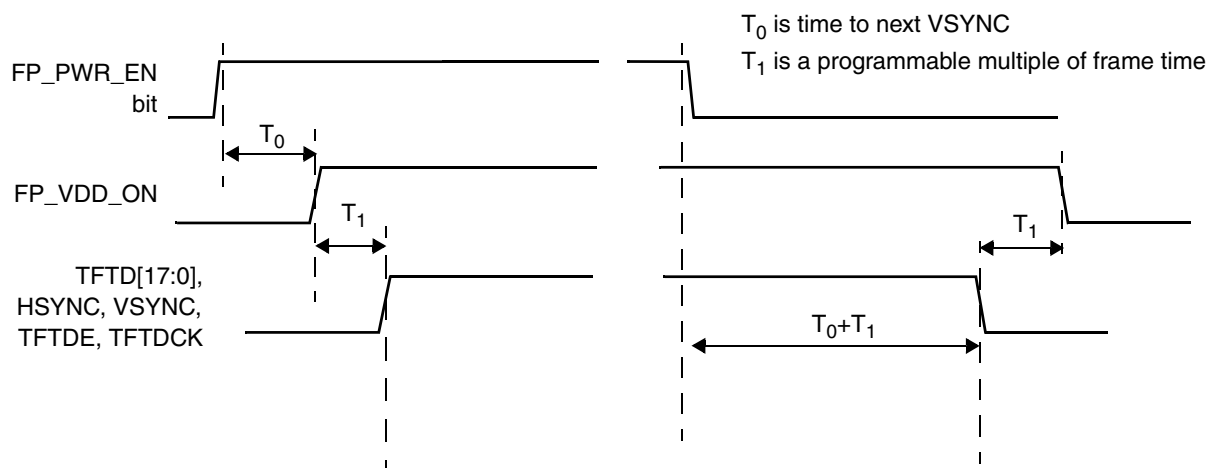 T0 is time to next VSYNC
T1 is a programmable multiple of frame time
FP_PWR_EN
bit
T0
FP_VDD_ON
T1
T1
TFTD[17:0],
HSYNC, VSYNC,
TFTDE, TFTDCK
T0+T1